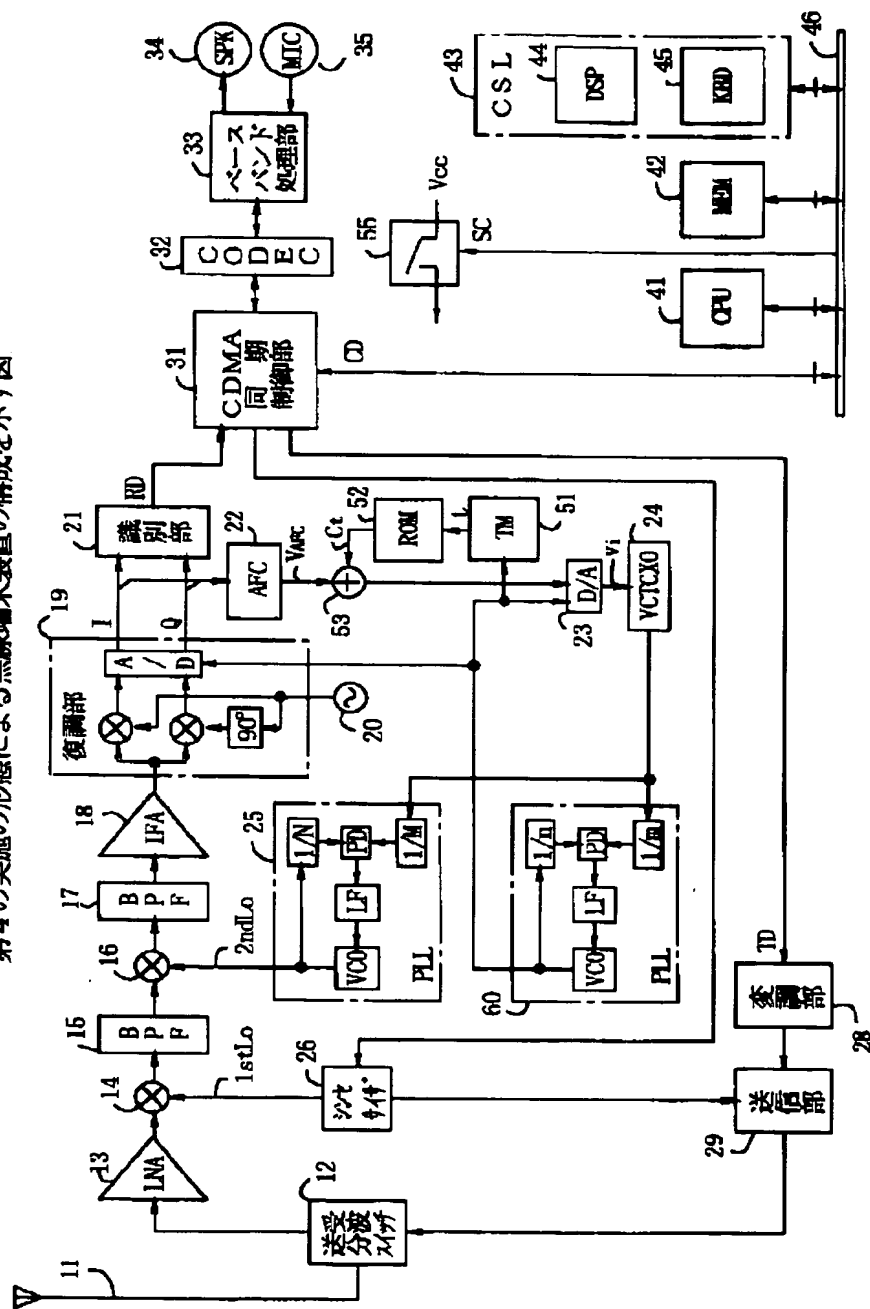 第4の実施の形態による無線端末装置の構成を示す図
11
12
送受
分波
スイッチ
13
LNA
14
1stLo
15
BPF
16
2ndLo
17
BPF
18
IFA
19
復調部
A/D
90°
20
I
Q
21
識別部
RD
22
AFC
VAFC
53
Ct
52
ROM
51
TM
t
23
D/A
Vi
24
VCTCXO
25
1/N
PD
1/M
LF
VCO
PLL
60
1/n
PD
1/m
LF
VCO
PLL
26
シンセ
サイザ
TD
変調部
28
送信部
29
31
CDMA
同期
制御部
CD
32
CODEC
33
ベース
バンド
処理部
34
SPK
35
MIC
55
Vcc
SC
41
CPU
42
MEM
43
CSL
44
DSP
45
KBD
46